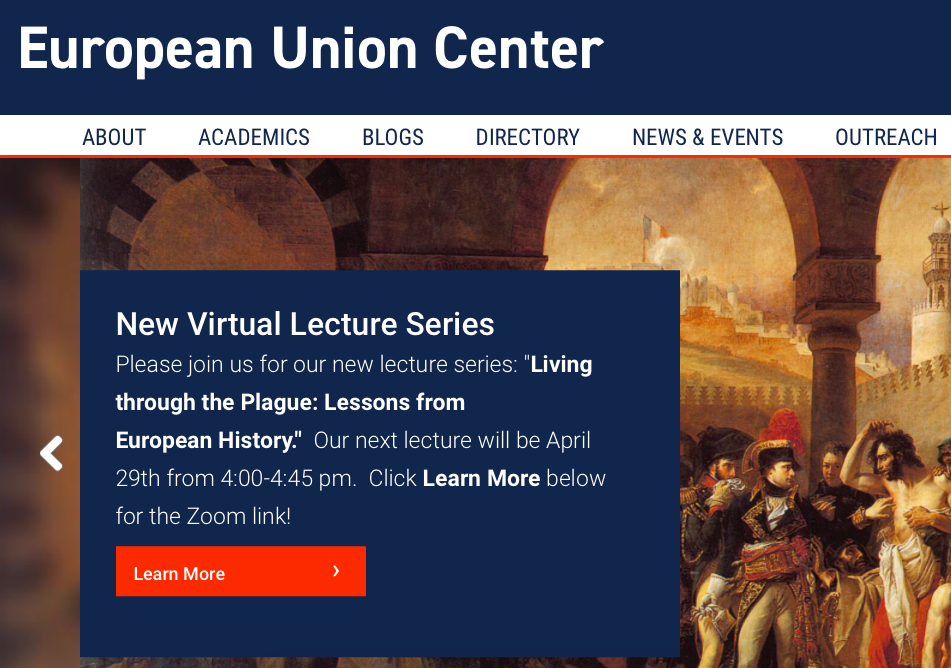 European Union Center
ABOUT ACADEMICS BLOGS DIRECTORY NEWS & EVENTS OUTREACH
New Virtual Lecture Series
Please join us for our new lecture series: "Living
through the Plague: Lessons from
European History." Our next lecture will be April
29th from 4:00-4:45 pm. Click Learn More below
for the Zoom link!
Learn More